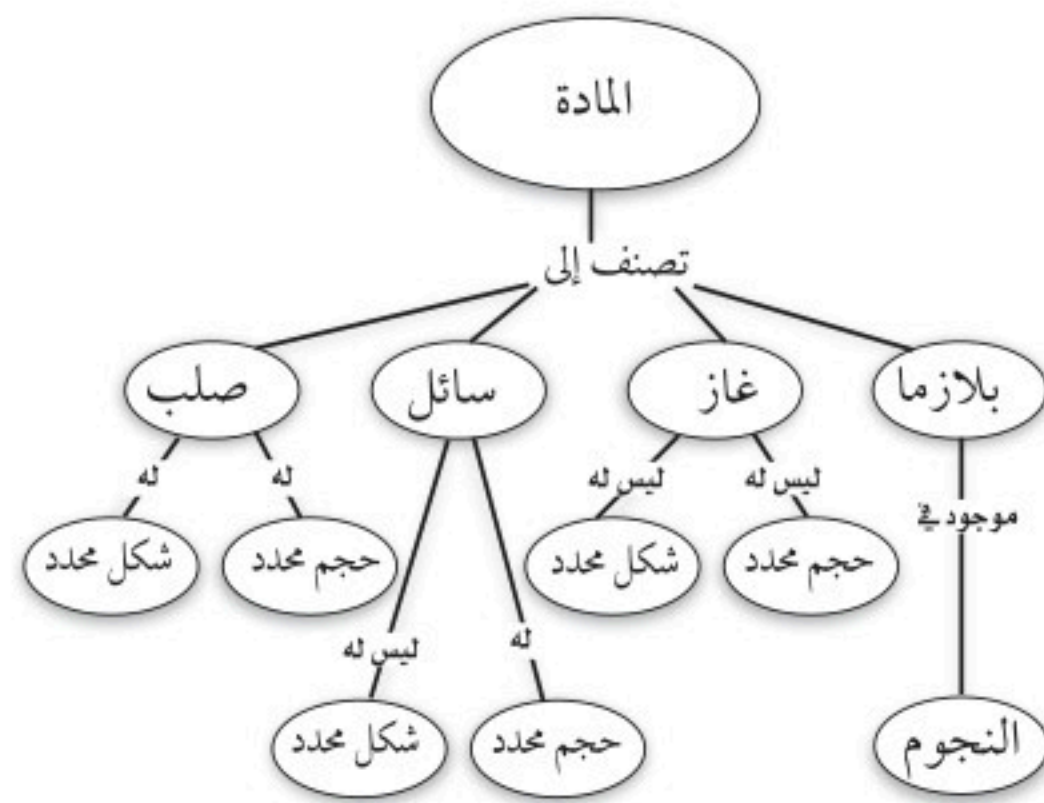 المادة
تصنف إلى
بلازما
غاز
سائل
صلب
ليس له
ليس له
له
له
موجود في
حجم محدد
شكل محدد
حجم محدد
شكل محدد
له
ليس له
النجوم
حجم محدد
شكل محدد